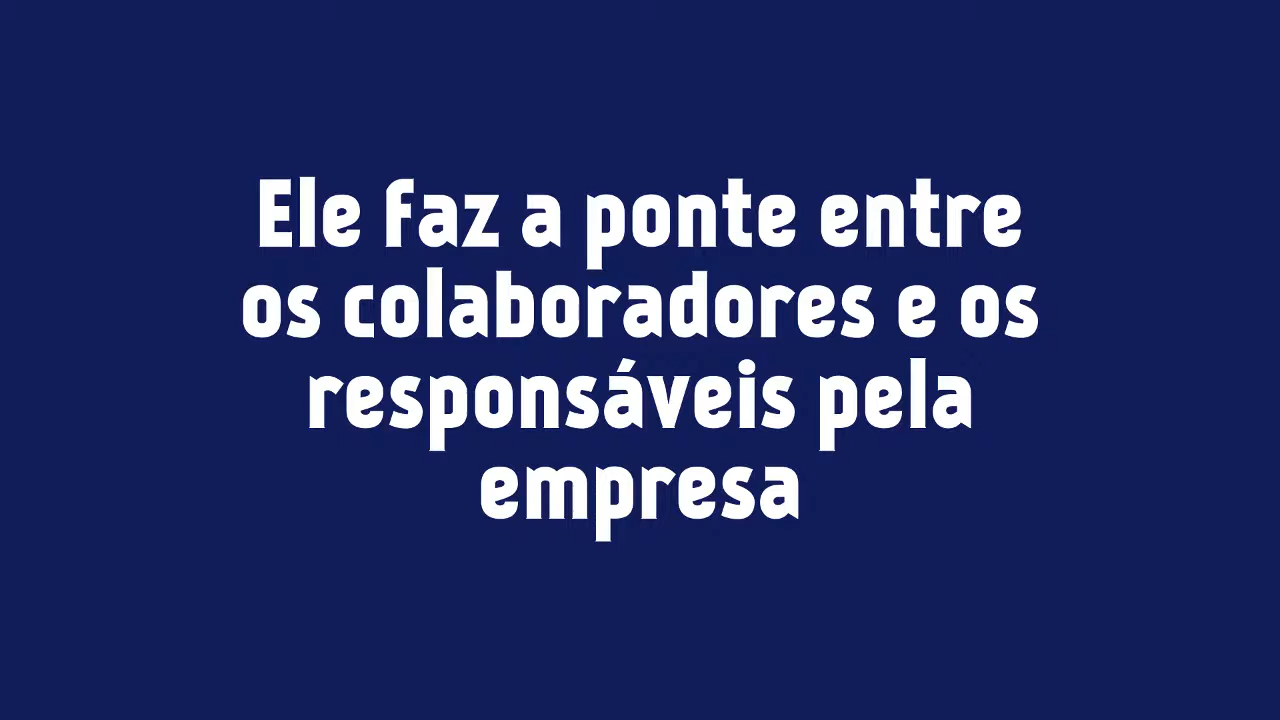 Ele faz a ponte entre
os colaboradores e os
responsáveis pela
empresa